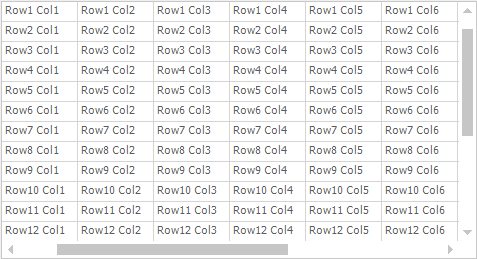 Row1 Col1 Row1 Col2 Row1 Col3 Row1 Col4 Row1 Col5 Row1 Col6
Row2 Col1 Row2 Col2 Row2 Col3 Row2 Col4 Row2 Col5 Row2 Col6
Row3 Col1 Row3 Col2 Row3 Col3 Row3 Col4 Row3 Col5 Row3 Col6
Row4 Col1 Row4 Col2 Row4 Col3 Row4 Col4 Row4 Col5 Row4 Col6
Row5 Col1 Row5 Col2 Row5 Col3 Row5 Col4 Row5 Col5 Row5 Col6
Row6 Col1 Row6 Col2 Row6 Col3 Row6 Col4 Row6 Col5 Row6 Col6
Row7 Col1 Row7 Col2 Row7 Col3 Row7 Col4 Row7 Col5 Row7 Col6
Row8 Col1 Row8 Col2 Row8 Col3 Row8 Col4 Row8 Col5 Row8 Col6
Row9 Col1 Row9 Col2 Row9 Col3 Row9 Col4 Row9 Col5 Row9 Col6
Row10 Col1 Row10 Col2 Row10 Col3 Row10 Col4 Row10 Col5 Row10 Col6
Row11 Col1 Row11 Col2 Row11 Col3 Row11 Col4 Row11 Col5 Row11 Col6
Row12 Col1 Row12 Col2 Row12 Col3 Row12 Col4 Row12 Col5 Row12 Col6